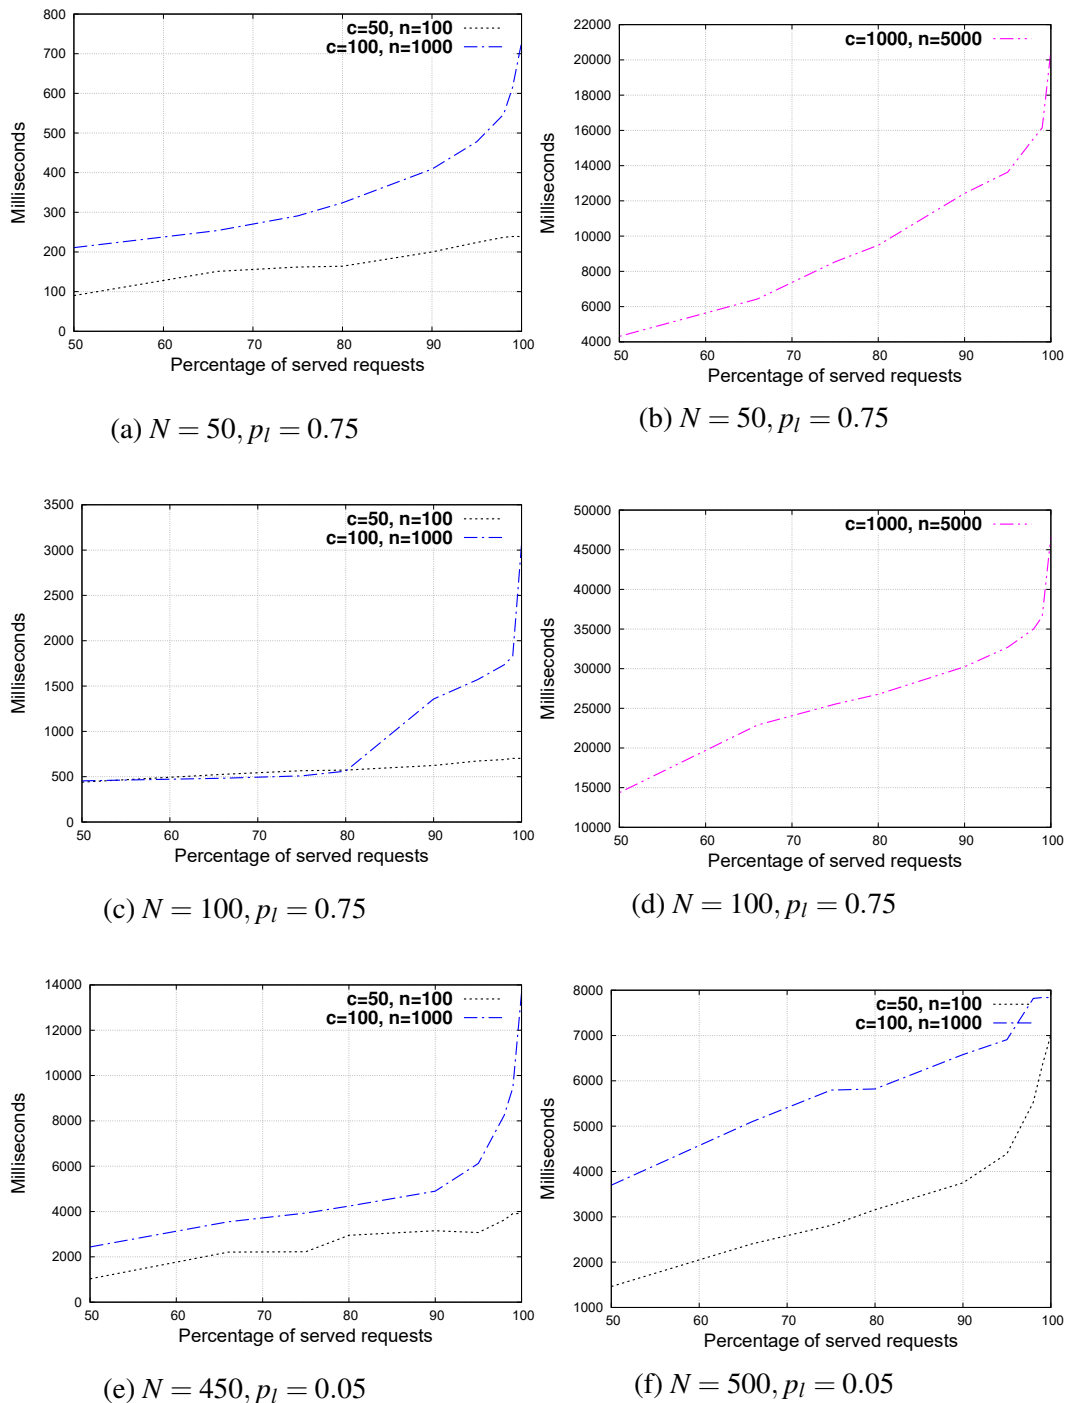 800
700
600
500
400
300
200
100
0
50 60 70 80 90 100
Milliseconds
Percentage of served requests
c=50, n=100
c=100, n=1000
(a) N = 50, p_l = 0.75
22000
20000
18000
16000
14000
12000
10000
8000
6000
4000
50 60 70 80 90 100
Milliseconds
Percentage of served requests
c=1000, n=5000
(b) N = 50, p_l = 0.75
3500
3000
2500
2000
1500
1000
500
0
50 60 70 80 90 100
Milliseconds
Percentage of served requests
c=50, n=100
c=100, n=1000
(c) N = 100, p_l = 0.75
50000
45000
40000
35000
30000
25000
20000
15000
10000
50 60 70 80 90 100
Milliseconds
Percentage of served requests
c=1000, n=5000
(d) N = 100, p_l = 0.75
14000
12000
10000
8000
6000
4000
2000
0
50 60 70 80 90 100
Milliseconds
Percentage of served requests
c=50, n=100
c=100, n=1000
(e) N = 450, p_l = 0.05
8000
7000
6000
5000
4000
3000
2000
1000
50 60 70 80 90 100
Milliseconds
Percentage of served requests
c=50, n=100
c=100, n=1000
(f) N = 500, p_l = 0.05